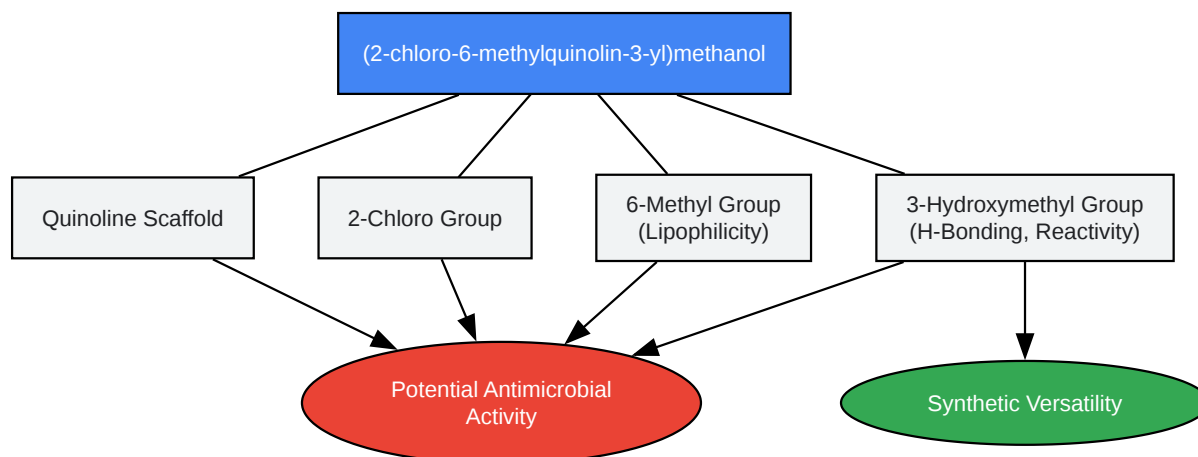 (2-chloro-6-methylquinolin-3-yl)methanol
Quinoline Scaffold
2-Chloro Group
6-Methyl Group
(Lipophilicity)
3-Hydroxymethyl Group
(H-Bonding, Reactivity)
Potential Antimicrobial
Activity
Synthetic Versatility